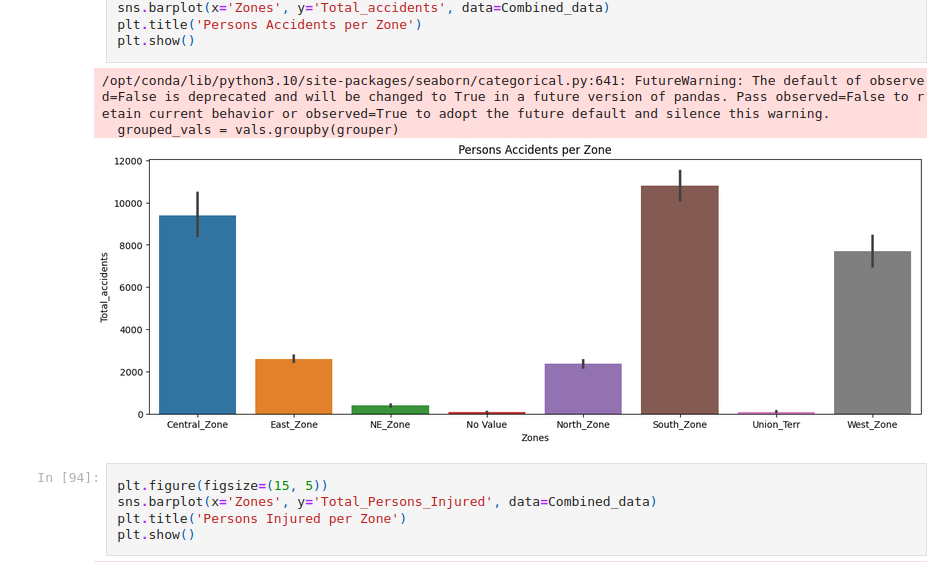 sns.barplot(x='Zones', y='Total_accidents', data=Combined_data)
plt.title('Persons Accidents per Zone')
plt.show()
/opt/conda/lib/python3.10/site-packages/seaborn/categorical.py:641: FutureWarning: The default of observe
d=False is deprecated and will be changed to True in a future version of pandas. Pass observed=False to r
etain current behavior or observed=True to adopt the future default and silence this warning.
  grouped_vals = vals.groupby(grouper)
Persons Accidents per Zone
12000
10000
8000
6000
4000
2000
0
Total_accidents
Central_Zone East_Zone NE_Zone No Value North_Zone South_Zone Union_Terr West_Zone
Zones
In [94]:
plt.figure(figsize=(15, 5))
sns.barplot(x='Zones', y='Total_Persons_Injured', data=Combined_data)
plt.title('Persons Injured per Zone')
plt.show()